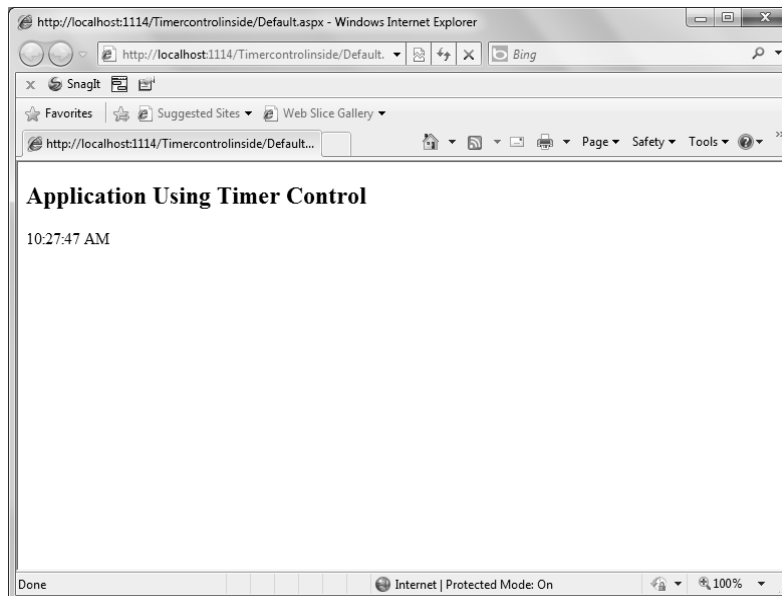 http://localhost:1114/Timercontrolinside/Default.aspx - Windows Internet Explorer
http://localhost:1114/Timercontrolinside/Default.
Bing
x SnagIt
Favorites Suggested Sites Web Slice Gallery
http://localhost:1114/Timercontrolinside/Default... Page Safety Tools »
Application Using Timer Control
10:27:47 AM
Done Internet | Protected Mode: On 100%